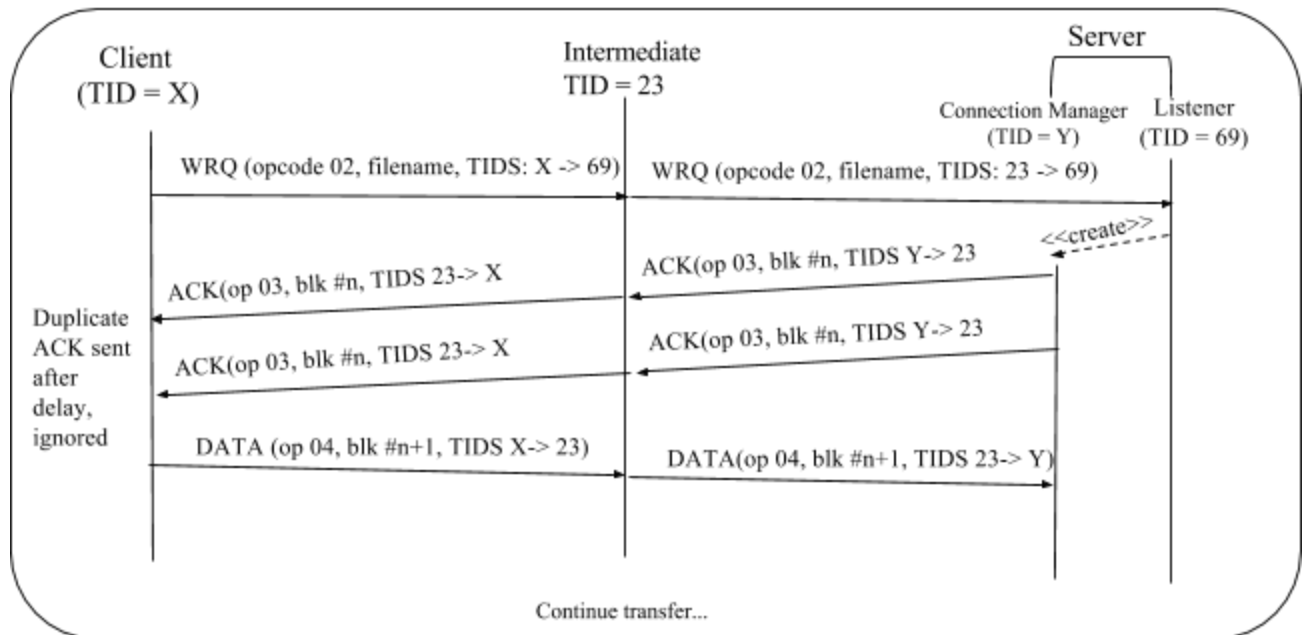 Server
Client
(TID = X)
Intermediate
TID = 23
Connection Manager
(TID = Y)
Listener
(TID = 69)
WRQ (opcode 02, filename, TIDS: X -> 69)
WRQ (opcode 02, filename, TIDS: 23 -> 69)
<<create>>
ACK(op 03, blk #n, TIDS Y-> 23
ACK(op 03, blk #n, TIDS 23-> X
Duplicate
ACK sent
after
delay,
ignored
ACK(op 03, blk #n, TIDS Y-> 23
ACK(op 03, blk #n, TIDS 23-> X
DATA (op 04, blk #n+1, TIDS X-> 23)
DATA(op 04, blk #n+1, TIDS 23-> Y)
Continue transfer...